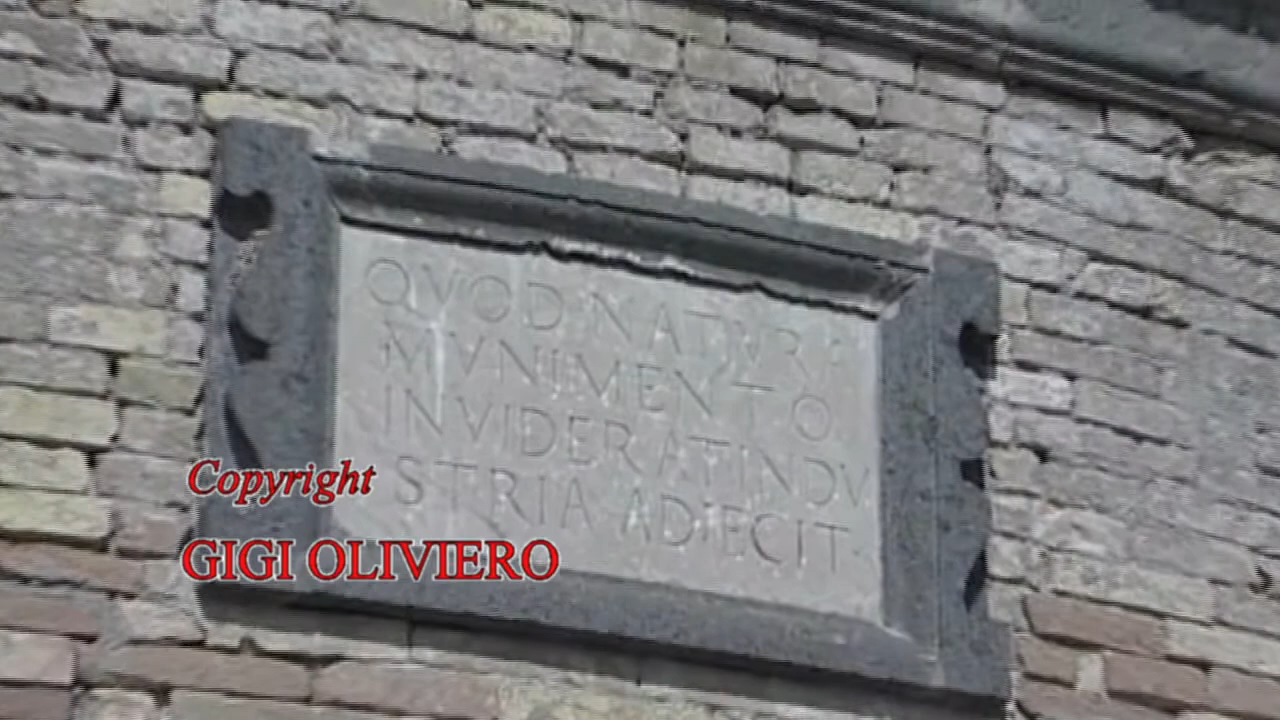 QVOD NATVRA
MVNIMENTO
INVIDERAT INDV
STRIA ADIECIT
Copyright
GIGI OLIVIERO